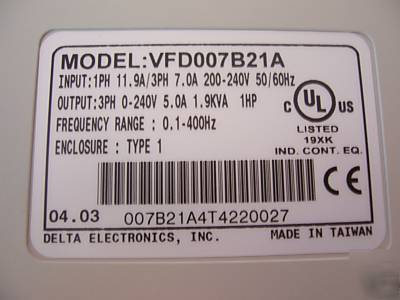 MODEL:VFD007B21A
INPUT:1PH 11.9A/3PH 7.0A 200-240V 50/60Hz
OUTPUT:3PH 0-240V 5.0A 1.9KVA 1HP
FREQUENCY RANGE : 0.1-400Hz
ENCLOSURE : TYPE 1
C UL US
LISTED
19XK
IND. CONT. EQ.
CE
04.03
007B21A4T4220027
DELTA ELECTRONICS, INC.
MADE IN TAIWAN